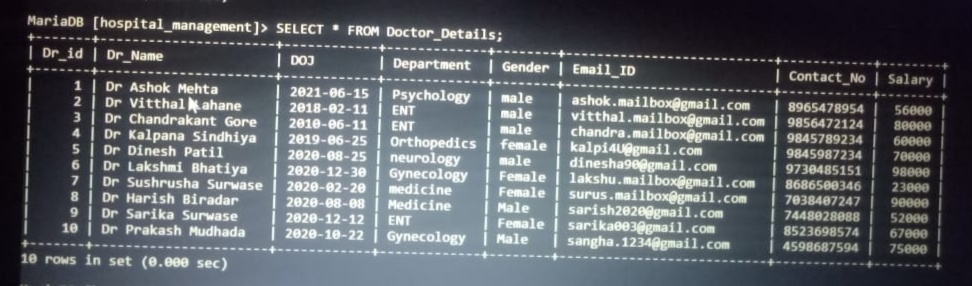 MariaDB [hospital_management]> SELECT * FROM Doctor_Details;
| Dr_id | Dr_Name | DOJ | Department | Gender | Email_ID | Contact_No | Salary |
| 1 | Dr Ashok Mehta | 2021-06-15 | Psychology | male | ashok.mailbox@gmail.com | 8965478954 | 56000 |
| 2 | Dr Vitthal | 2018-02-11 | ENT | male | vitthal.mailbox@gmail.com | 9856472124 | 80000 |
| 3 | Dr Chandrakant Gore | 2010-06-11 | ENT | male | chandra.mailbox@gmail.com | 9845789234 | 60000 |
| 4 | Dr Kalpana Sindhiya | 2019-06-25 | Orthopedics | female | kalpi4U@gmail.com | 9845987234 | 70000 |
| 5 | Dr Dinesh Patil | 2020-08-25 | neurology | male | dinesha90@gmail.com | 9730485151 | 98000 |
| 6 | Dr Lakshmi Bhatiya | 2020-12-30 | Gynecology | Female | lakshu.mailbox@gmail.com | 8686500346 | 23000 |
| 7 | Dr Sushrusha Surwase | 2020-02-20 | medicine | Female | surus.mailbox@gmail.com | 7038407247 | 90000 |
| 8 | Dr Harish Biradar | 2020-08-08 | Medicine | Male | sarish2020@gmail.com | 7448028088 | 52000 |
| 9 | Dr Sarika Surwase | 2020-12-12 | ENT | Female | sarika003@gmail.com | 8523698574 | 67000 |
| 10 | Dr Prakash Mudhada | 2020-10-22 | Gynecology | Male | sangha.1234@gmail.com | 4598687594 | 75000 |
10 rows in set (0.000 sec)